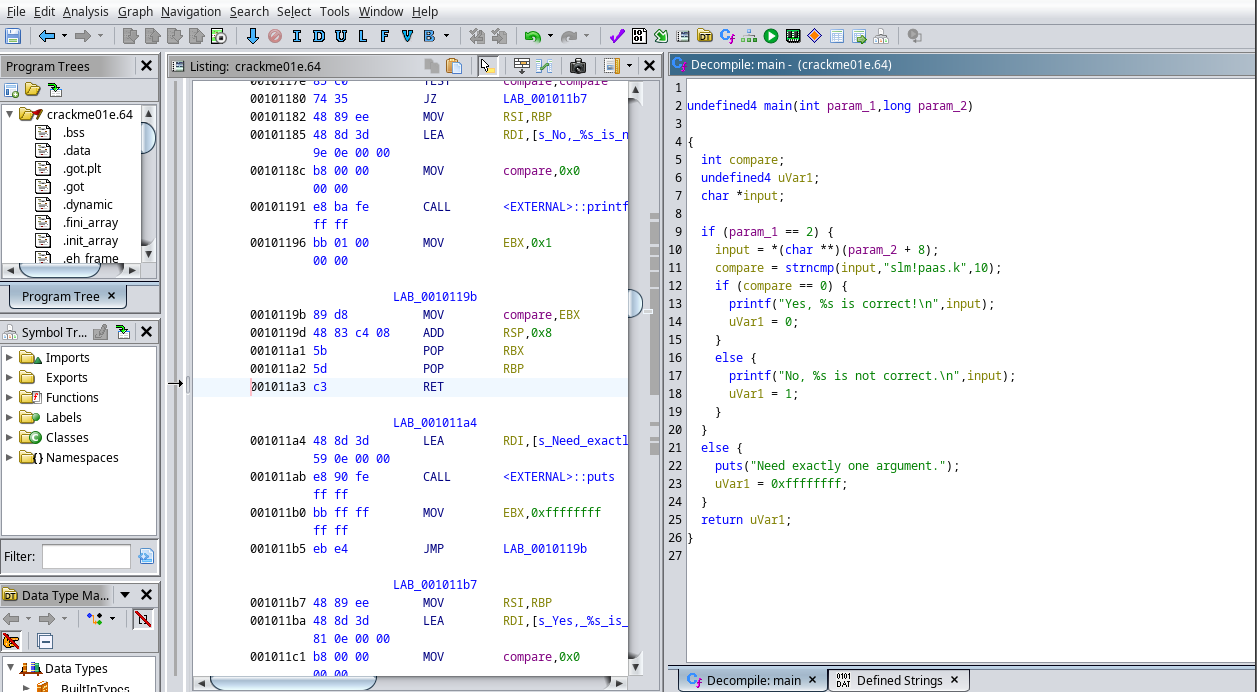 File Edit Analysis Graph Navigation Search Select Tools Window Help
I D U L F V B
Program Trees
crackme01e.64
.bss
.data
.got.plt
.got
.dynamic
.fini_array
.init_array
.eh_frame
Program Tree
Symbol Tr...
Imports
Exports
Functions
Labels
Classes
Namespaces
Filter:
Data Type Ma...
Data Types
BuiltInTypes
Listing: crackme01e.64
0010117e 85 c0 TEST compare,compare
00101180 74 35 JZ LAB_001011b7
00101182 48 89 ee MOV RSI,RBP
00101185 48 8d 3d LEA RDI,[s_No,_%s_is_n
9e 0e 00 00
0010118c b8 00 00 MOV compare,0x0
00 00
00101191 e8 ba fe CALL <EXTERNAL>::printf
ff ff
00101196 bb 01 00 MOV EBX,0x1
00 00
LAB_0010119b
0010119b 89 d8 MOV compare,EBX
0010119d 48 83 c4 08 ADD RSP,0x8
001011a1 5b POP RBX
001011a2 5d POP RBP
001011a3 c3 RET
LAB_001011a4
001011a4 48 8d 3d LEA RDI,[s_Need_exactl
59 0e 00 00
001011ab e8 90 fe CALL <EXTERNAL>::puts
ff ff
001011b0 bb ff ff MOV EBX,0xffffffff
ff ff
001011b5 eb e4 JMP LAB_0010119b
LAB_001011b7
001011b7 48 89 ee MOV RSI,RBP
001011ba 48 8d 3d LEA RDI,[s_Yes,_%s_is_
81 0e 00 00
001011c1 b8 00 00 MOV compare,0x0
00 00
Decompile: main - (crackme01e.64)
1
2 undefined4 main(int param_1,long param_2)
3
4 {
5 int compare;
6 undefined4 uVar1;
7 char *input;
8
9 if (param_1 == 2) {
10 input = *(char **)(param_2 + 8);
11 compare = strncmp(input,"slm!paas.k",10);
12 if (compare == 0) {
13 printf("Yes, %s is correct!\n",input);
14 uVar1 = 0;
15 }
16 else {
17 printf("No, %s is not correct.\n",input);
18 uVar1 = 1;
19 }
20 }
21 else {
22 puts("Need exactly one argument.");
23 uVar1 = 0xffffffff;
24 }
25 return uVar1;
26 }
27
Decompile: main
Defined Strings